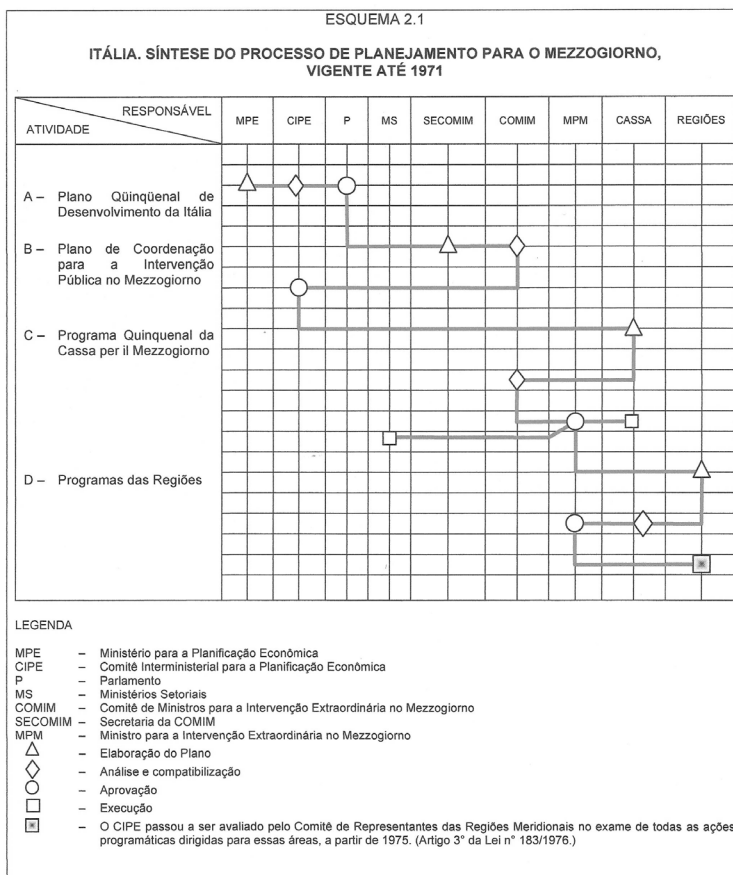 ESQUEMA 2.1
ITÁLIA. SÍNTESE DO PROCESSO DE PLANEJAMENTO PARA O MEZZOGIORNO,
VIGENTE ATÉ 1971
RESPONSÁVEL
ATIVIDADE
MPE CIPE P MS SECOMIM COMIM MPM CASSA REGIÕES
A – Plano Qüinqüenal de
Desenvolvimento da Itália
B – Plano de Coordenação
para a Intervenção
Pública no Mezzogiorno
C – Programa Quinquenal da
Cassa per il Mezzogiorno
D – Programas das Regiões
LEGENDA
MPE – Ministério para a Planificação Econômica
CIPE – Comitê Interministerial para a Planificação Econômica
P – Parlamento
MS – Ministérios Setoriais
COMIM – Comitê de Ministros para a Intervenção Extraordinária no Mezzogiorno
SECOMIM – Secretaria da COMIM
MPM – Ministro para a Intervenção Extraordinária no Mezzogiorno
– Elaboração do Plano
– Análise e compatibilização
– Aprovação
– Execução
– O CIPE passou a ser avaliado pelo Comitê de Representantes das Regiões Meridionais no exame de todas as ações
programáticas dirigidas para essas áreas, a partir de 1975. (Artigo 3° da Lei n° 183/1976.)